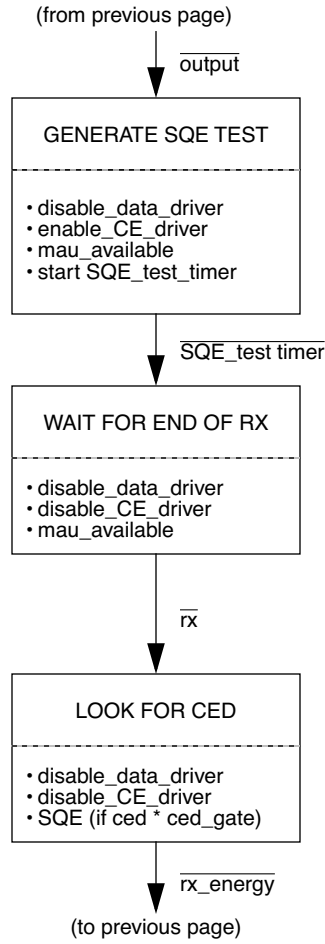 (from previous page)
output
GENERATE SQE TEST
• disable_data_driver
• enable_CE_driver
• mau_available
• start SQE_test_timer
SQE_test timer
WAIT FOR END OF RX
• disable_data_driver
• disable_CE_driver
• mau_available
rx
LOOK FOR CED
• disable_data_driver
• disable_CE_driver
• SQE (if ced * ced_gate)
rx_energy
(to previous page)